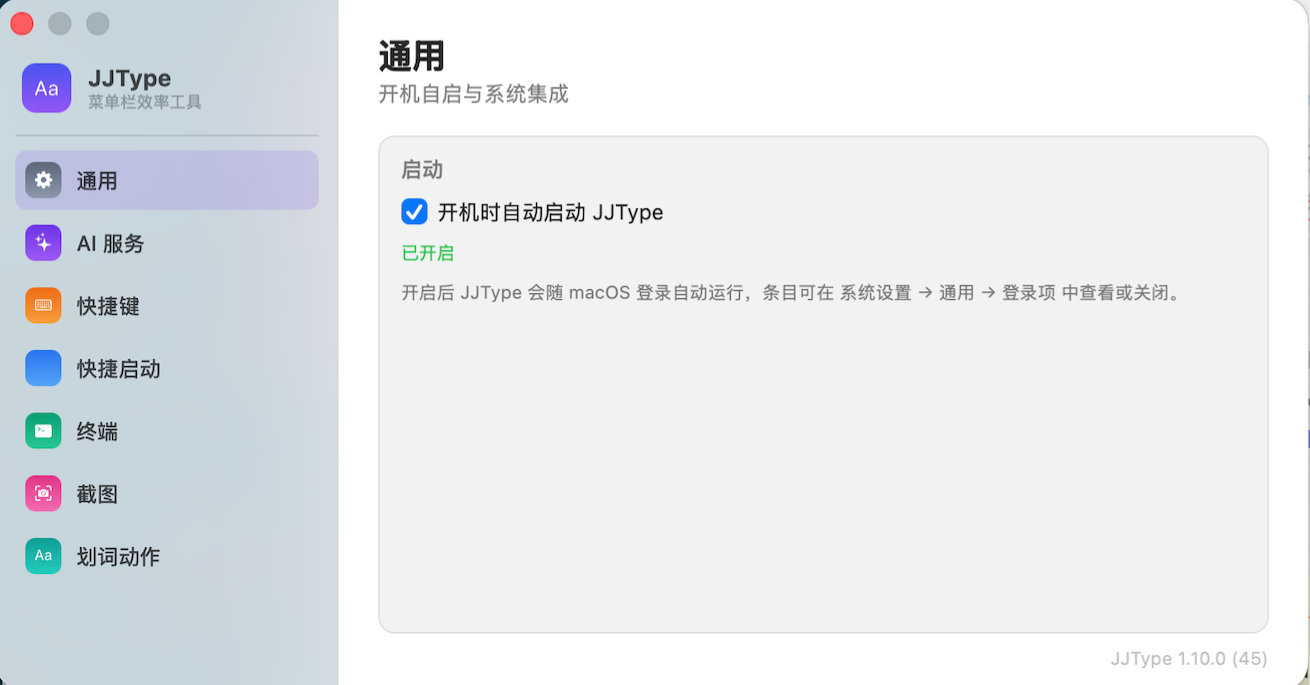 Aa
JJType
菜单栏效率工具
通用
AI 服务
快捷键
快捷启动
终端
截图
Aa
划词动作
通用
开机自启与系统集成
启动
开机时自动启动 JJType
已开启
开启后 JJType 会随 macOS 登录自动运行，条目可在 系统设置 → 通用 → 登录项 中查看或关闭。
JJType 1.10.0 (45)